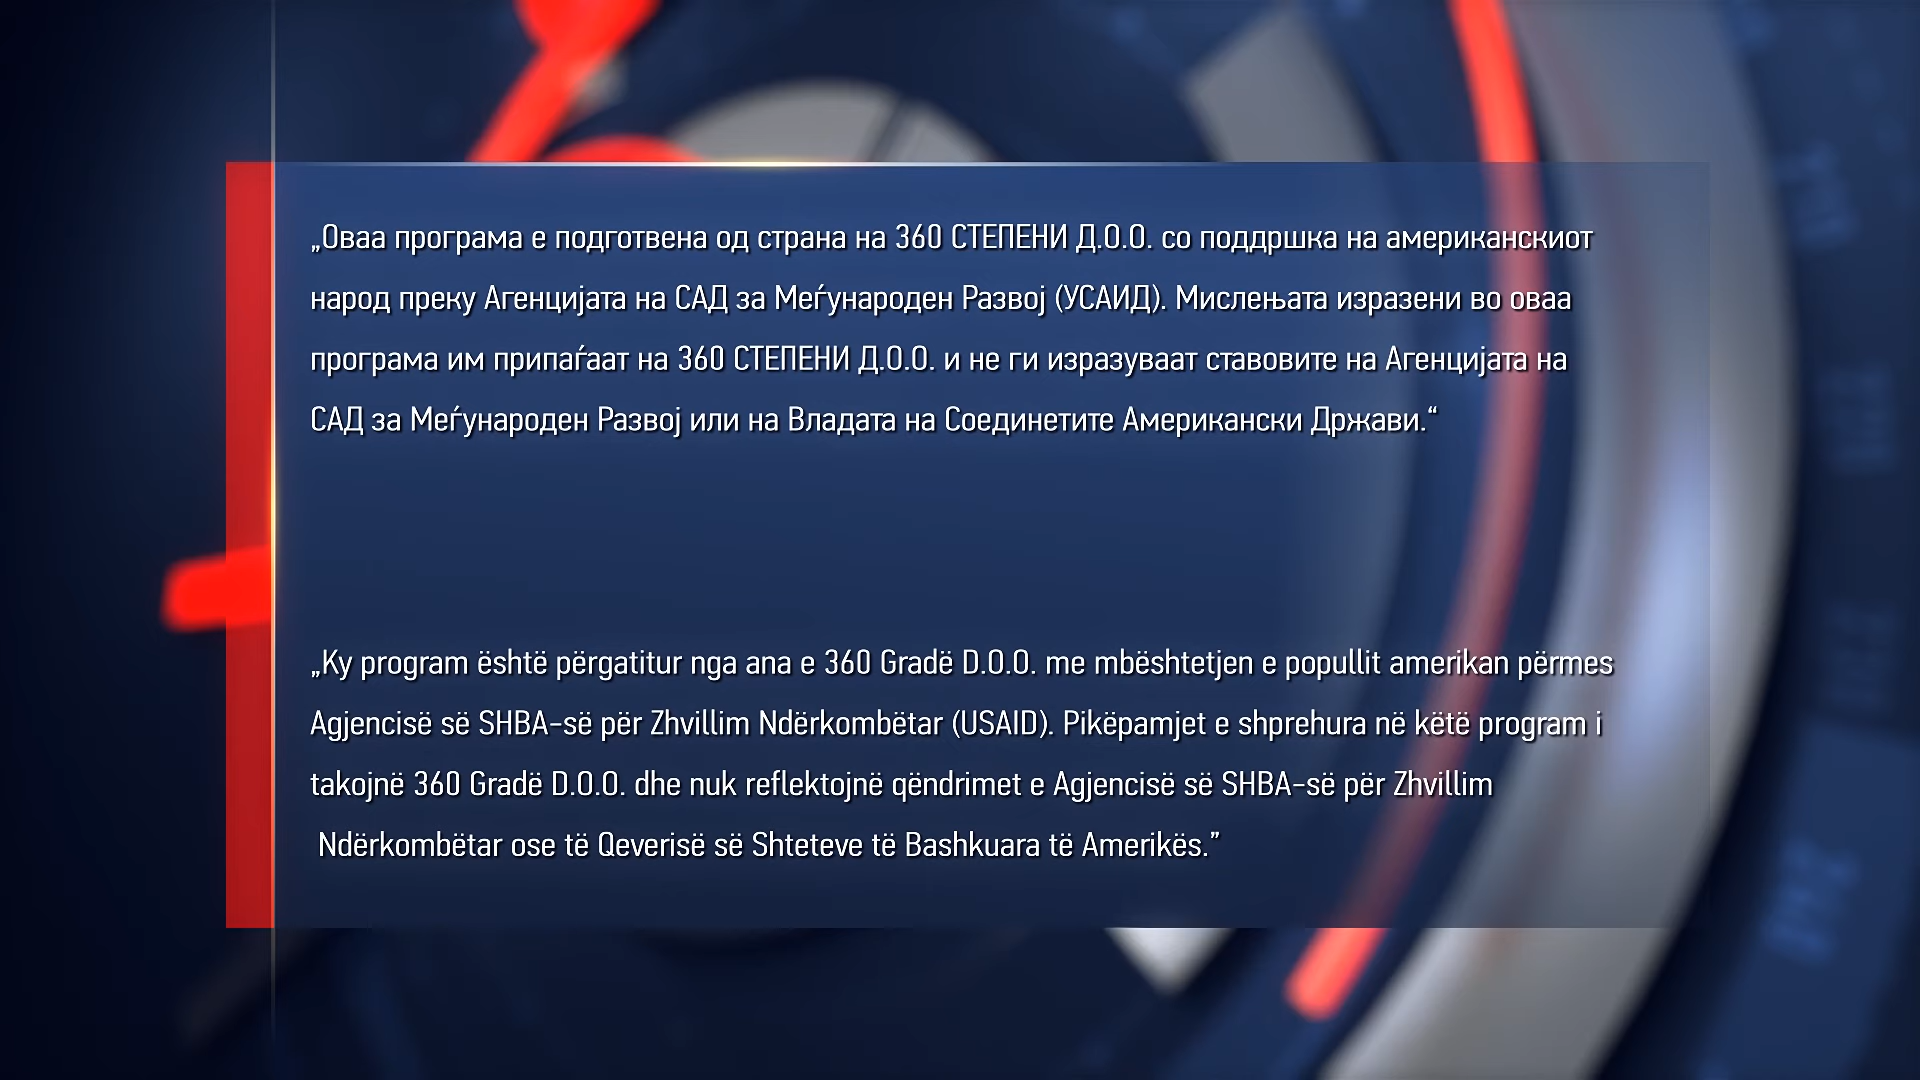 „Оваа програма е подготвена од страна на 360 СТЕПЕНИ Д.О.О. со поддршка на американскиот
народ преку Агенцијата на САД за Меѓународен Развој (УСАИД). Мислењата изразени во оваа
програма им припаѓаат на 360 СТЕПЕНИ Д.О.О. и не ги изразуваат ставовите на Агенцијата на
САД за Меѓународен Развој или на Владата на Соединетите Американски Држави.“
„Ky program është përgatitur nga ana e 360 Gradë D.O.O. me mbështetjen e popullit amerikan përmes
Agjencisë së SHBA-së për Zhvillim Ndërkombëtar (USAID). Pikëpamjet e shprehura në këtë program i
takojnë 360 Gradë D.O.O. dhe nuk reflektojnë qëndrimet e Agjencisë së SHBA-së për Zhvillim
Ndërkombëtar ose të Qeverisë së Shteteve të Bashkuara të Amerikës.”